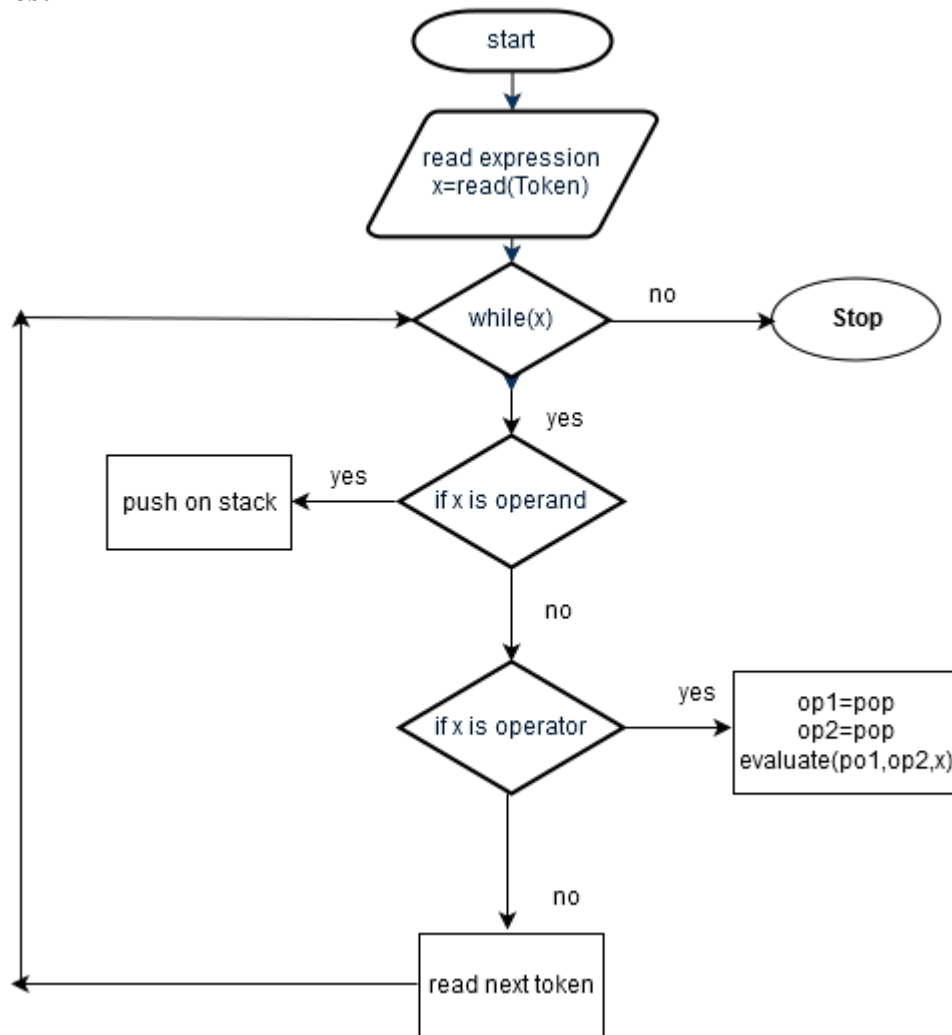 start
read expression
x=read(Token)
while(x)
no
Stop
yes
if x is operand
yes
push on stack
no
if x is operator
yes
op1=pop
op2=pop
evaluate(po1,op2,x)
no
read next token